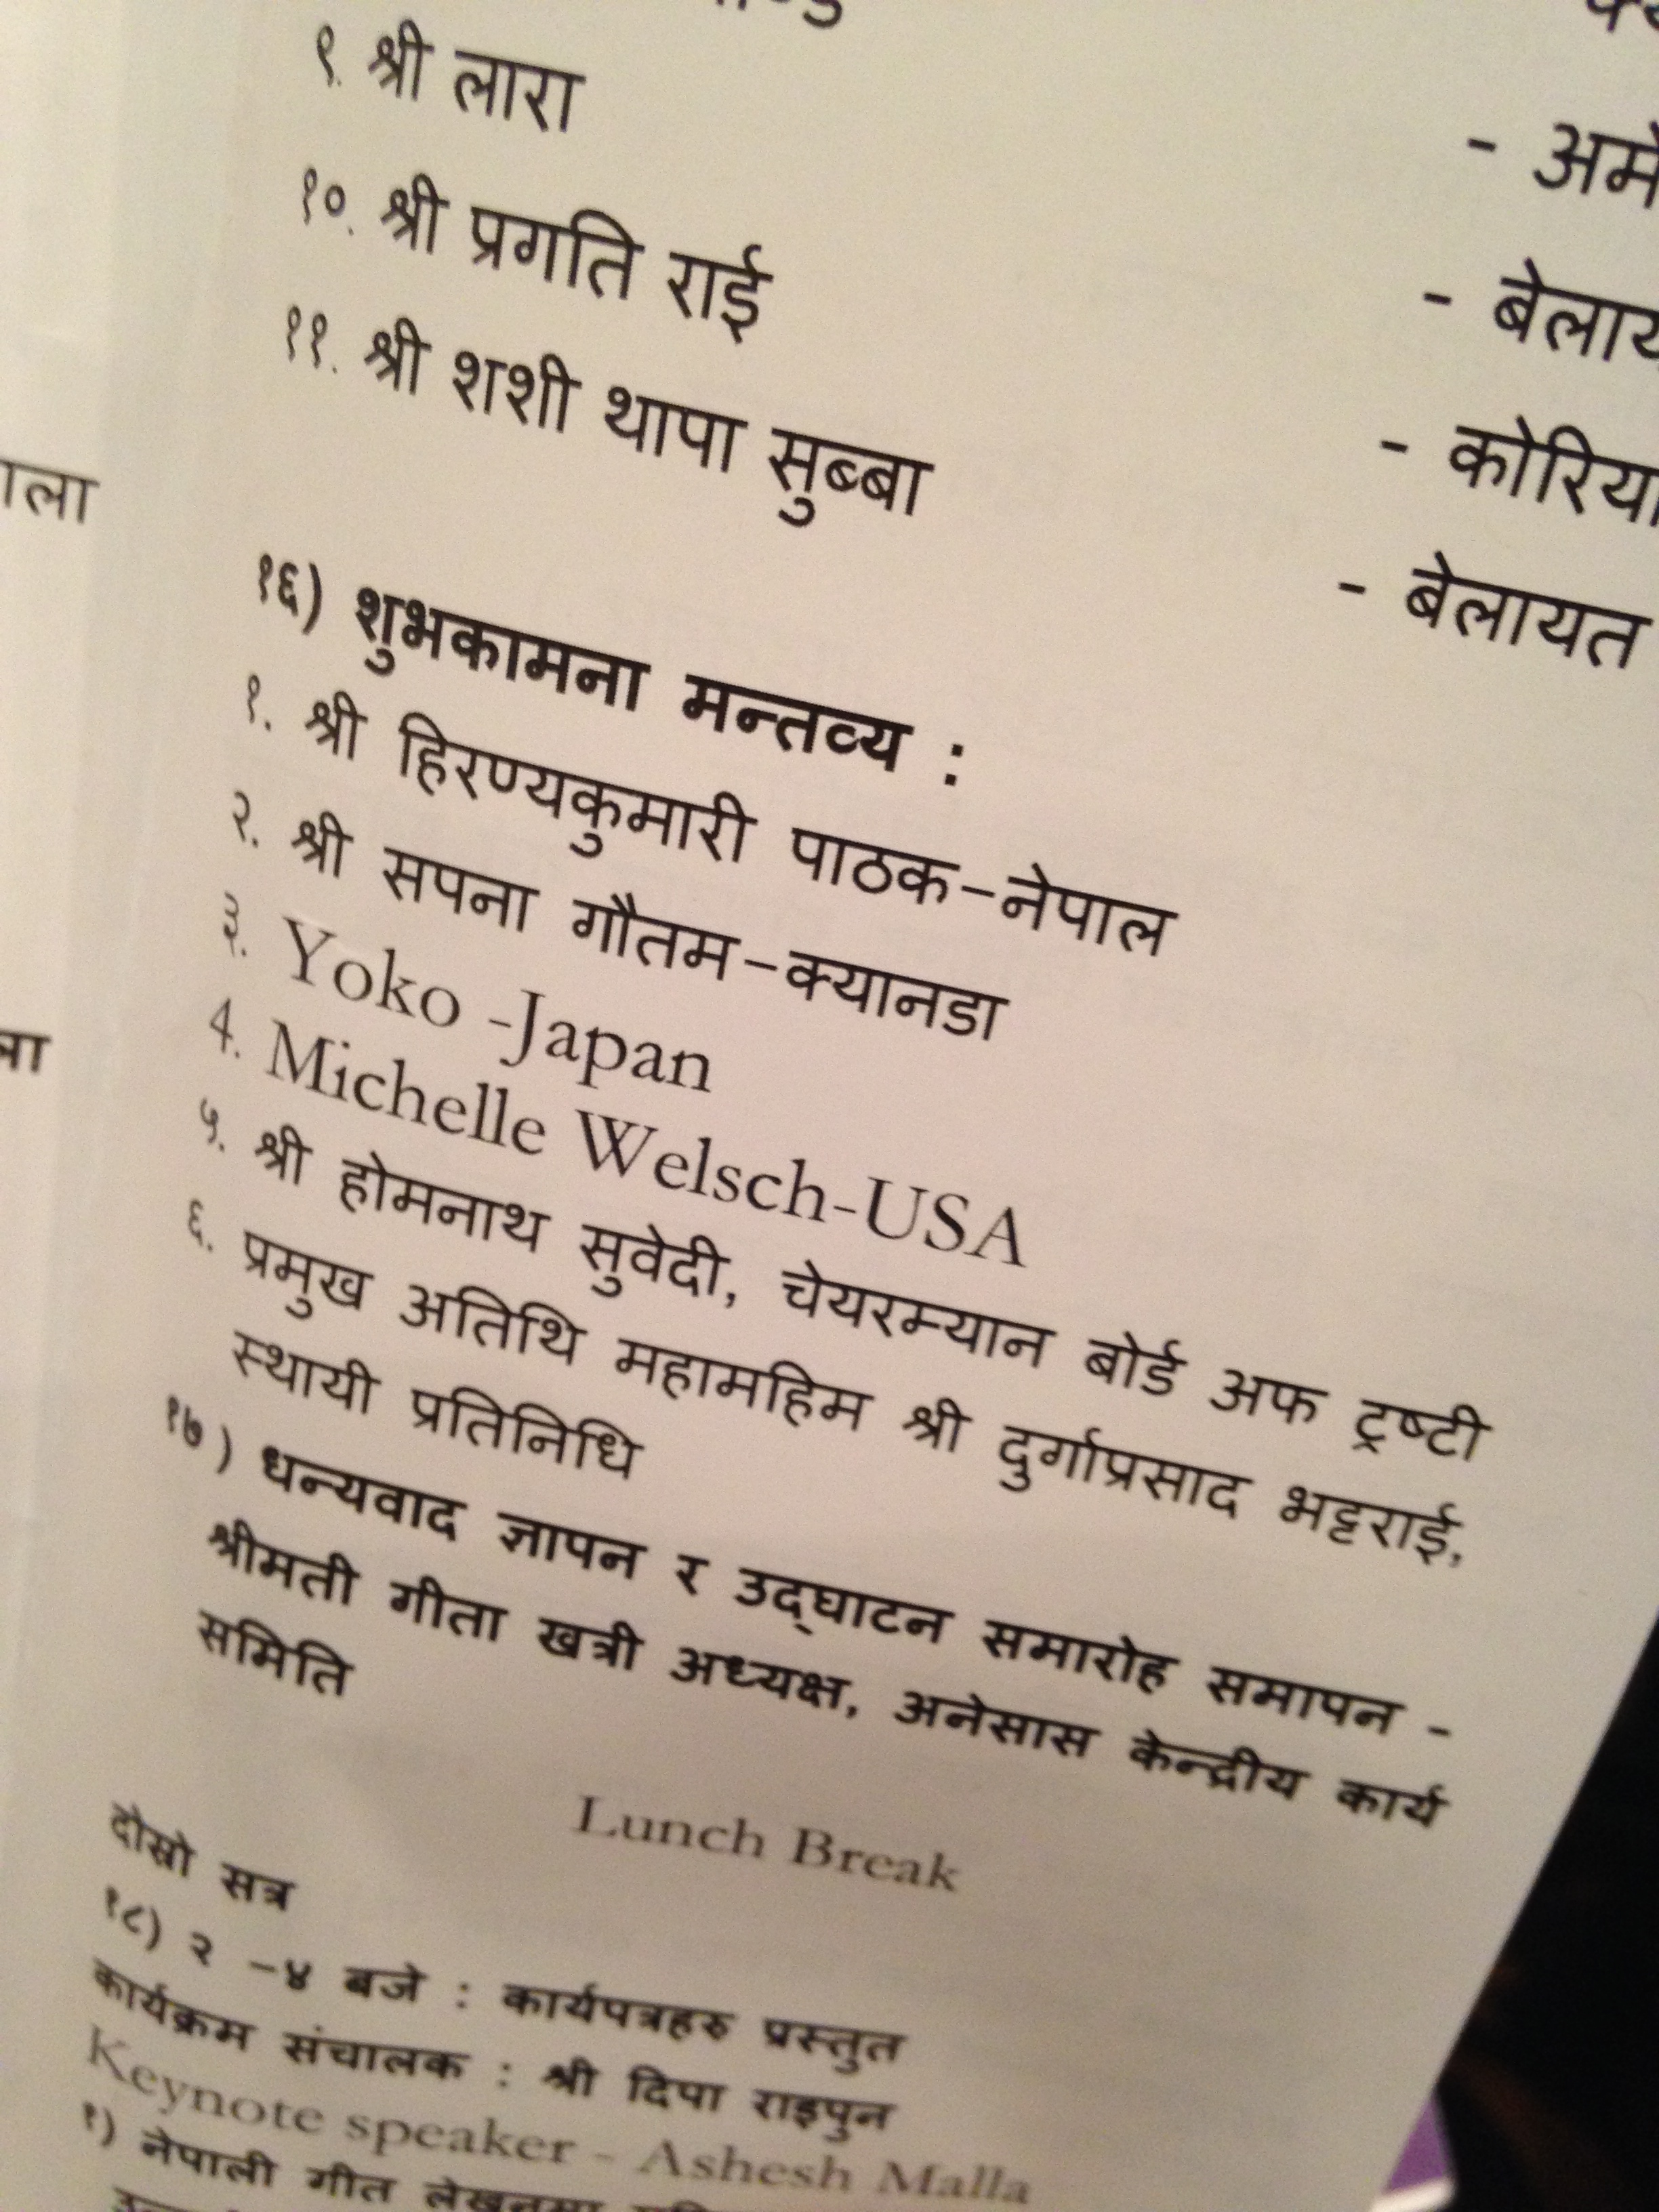 ९. श्री लारा
- अमे
१०. श्री प्रगति राई
- बेलाय
११. श्री शशी थापा सुब्बा
- कोरिया
- बेलायत
१६) शुभकामना मन्तव्य :
१. श्री हिरण्यकुमारी पाठक-नेपाल
२. श्री सपना गौतम-क्यानडा
३. Yoko -Japan
4. Michelle Welsch-USA
५. श्री होमनाथ सुवेदी, चेयरम्यान बोर्ड अफ ट्रष्टी
६. प्रमुख अतिथि महामहिम श्री दुर्गाप्रसाद भट्टराई,
स्थायी प्रतिनिधि
१७) धन्यवाद ज्ञापन र उद्‌घाटन समारोह समापन -
श्रीमती गीता खत्री अध्यक्ष, अनेसास केन्द्रीय कार्य
समिति
Lunch Break
दोस्रो सत्र
१८) २ -४ बजे : कार्यपत्रहरु प्रस्तुत
कार्यक्रम संचालक : श्री दिपा राइपुन
Keynote speaker - Ashesh Malla
१) नेपाली गीत लेखनमा